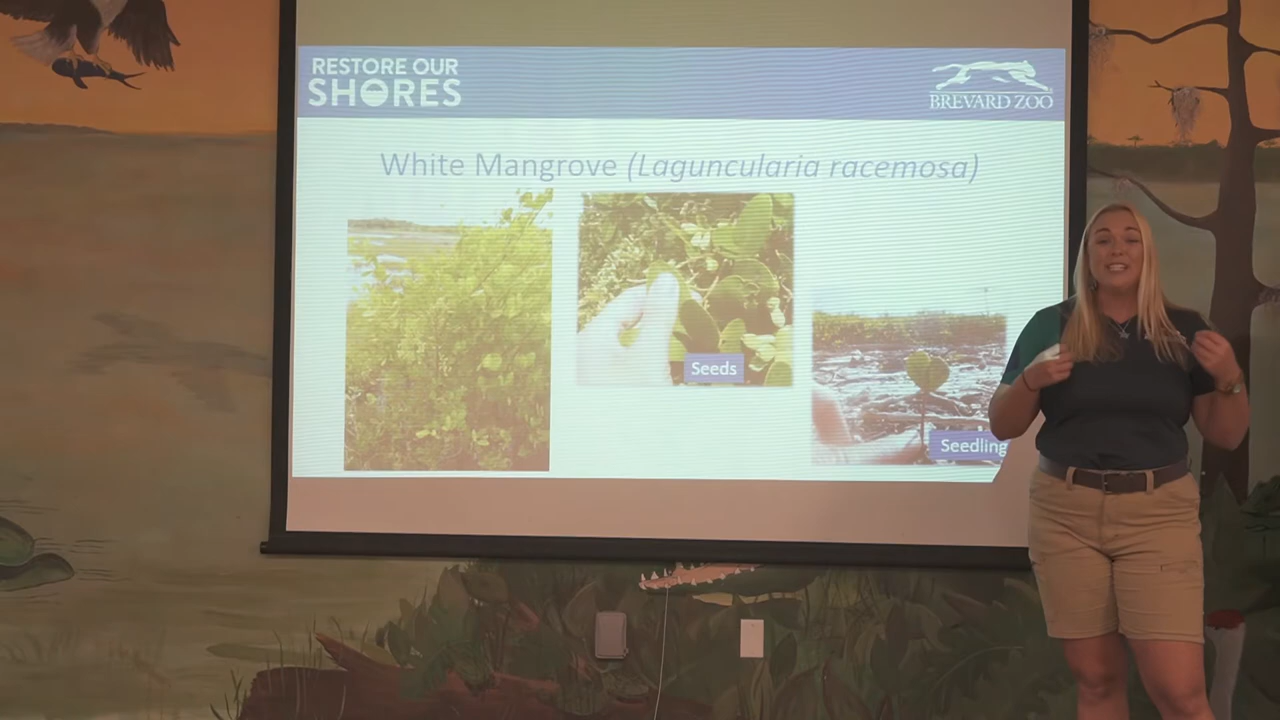 RESTORE OUR
SHORES
BREVARD ZOO
White Mangrove (Laguncularia racemosa)
Seeds
Seedling